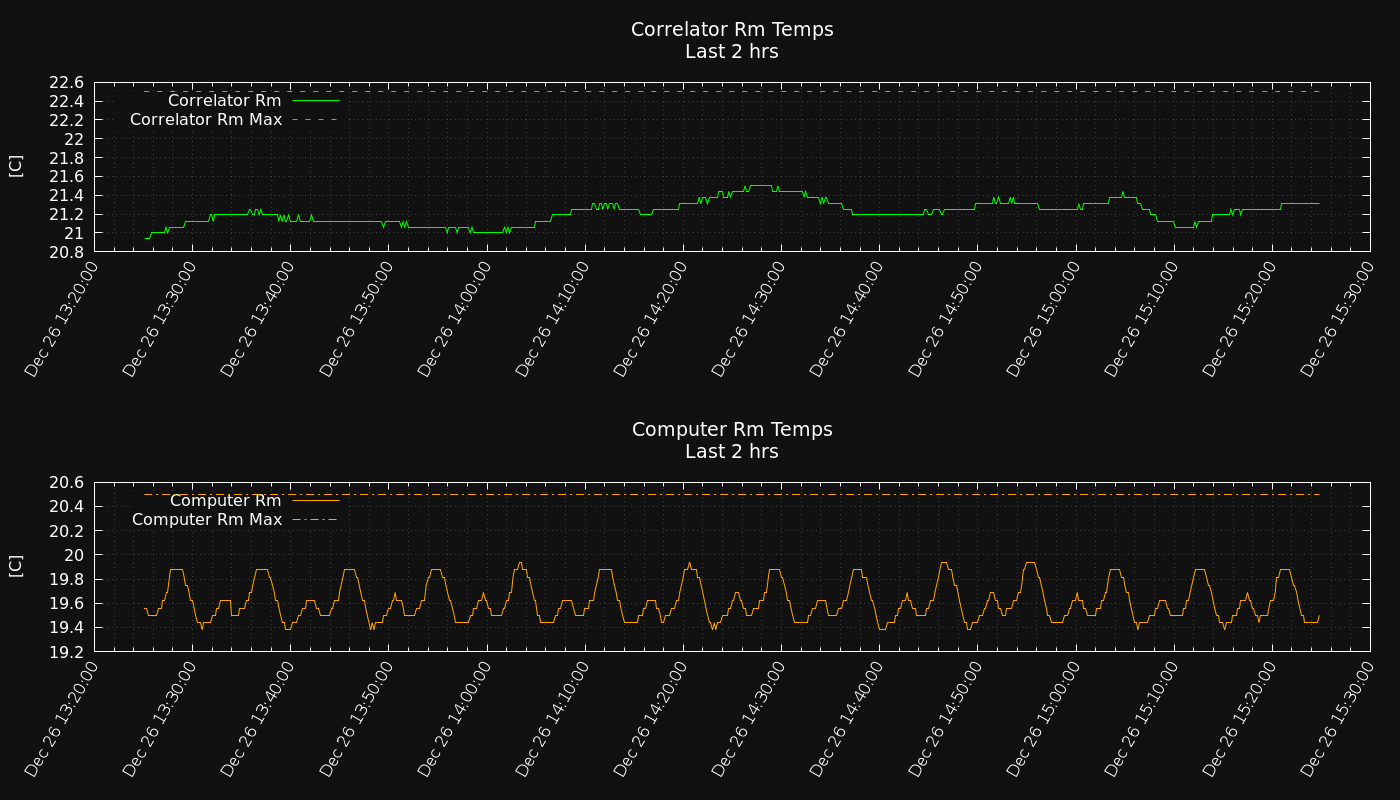 Correlator Rm Temps
Last 2 hrs
[C]
22.6
22.4
22.2
22
21.8
21.6
21.4
21.2
21
20.8
Correlator Rm
Correlator Rm Max
Dec 26 13:20:00
Dec 26 13:30:00
Dec 26 13:40:00
Dec 26 13:50:00
Dec 26 14:00:00
Dec 26 14:10:00
Dec 26 14:20:00
Dec 26 14:30:00
Dec 26 14:40:00
Dec 26 14:50:00
Dec 26 15:00:00
Dec 26 15:10:00
Dec 26 15:20:00
Dec 26 15:30:00
Computer Rm Temps
Last 2 hrs
[C]
20.6
20.4
20.2
20
19.8
19.6
19.4
19.2
Computer Rm
Computer Rm Max
Dec 26 13:20:00
Dec 26 13:30:00
Dec 26 13:40:00
Dec 26 13:50:00
Dec 26 14:00:00
Dec 26 14:10:00
Dec 26 14:20:00
Dec 26 14:30:00
Dec 26 14:40:00
Dec 26 14:50:00
Dec 26 15:00:00
Dec 26 15:10:00
Dec 26 15:20:00
Dec 26 15:30:00